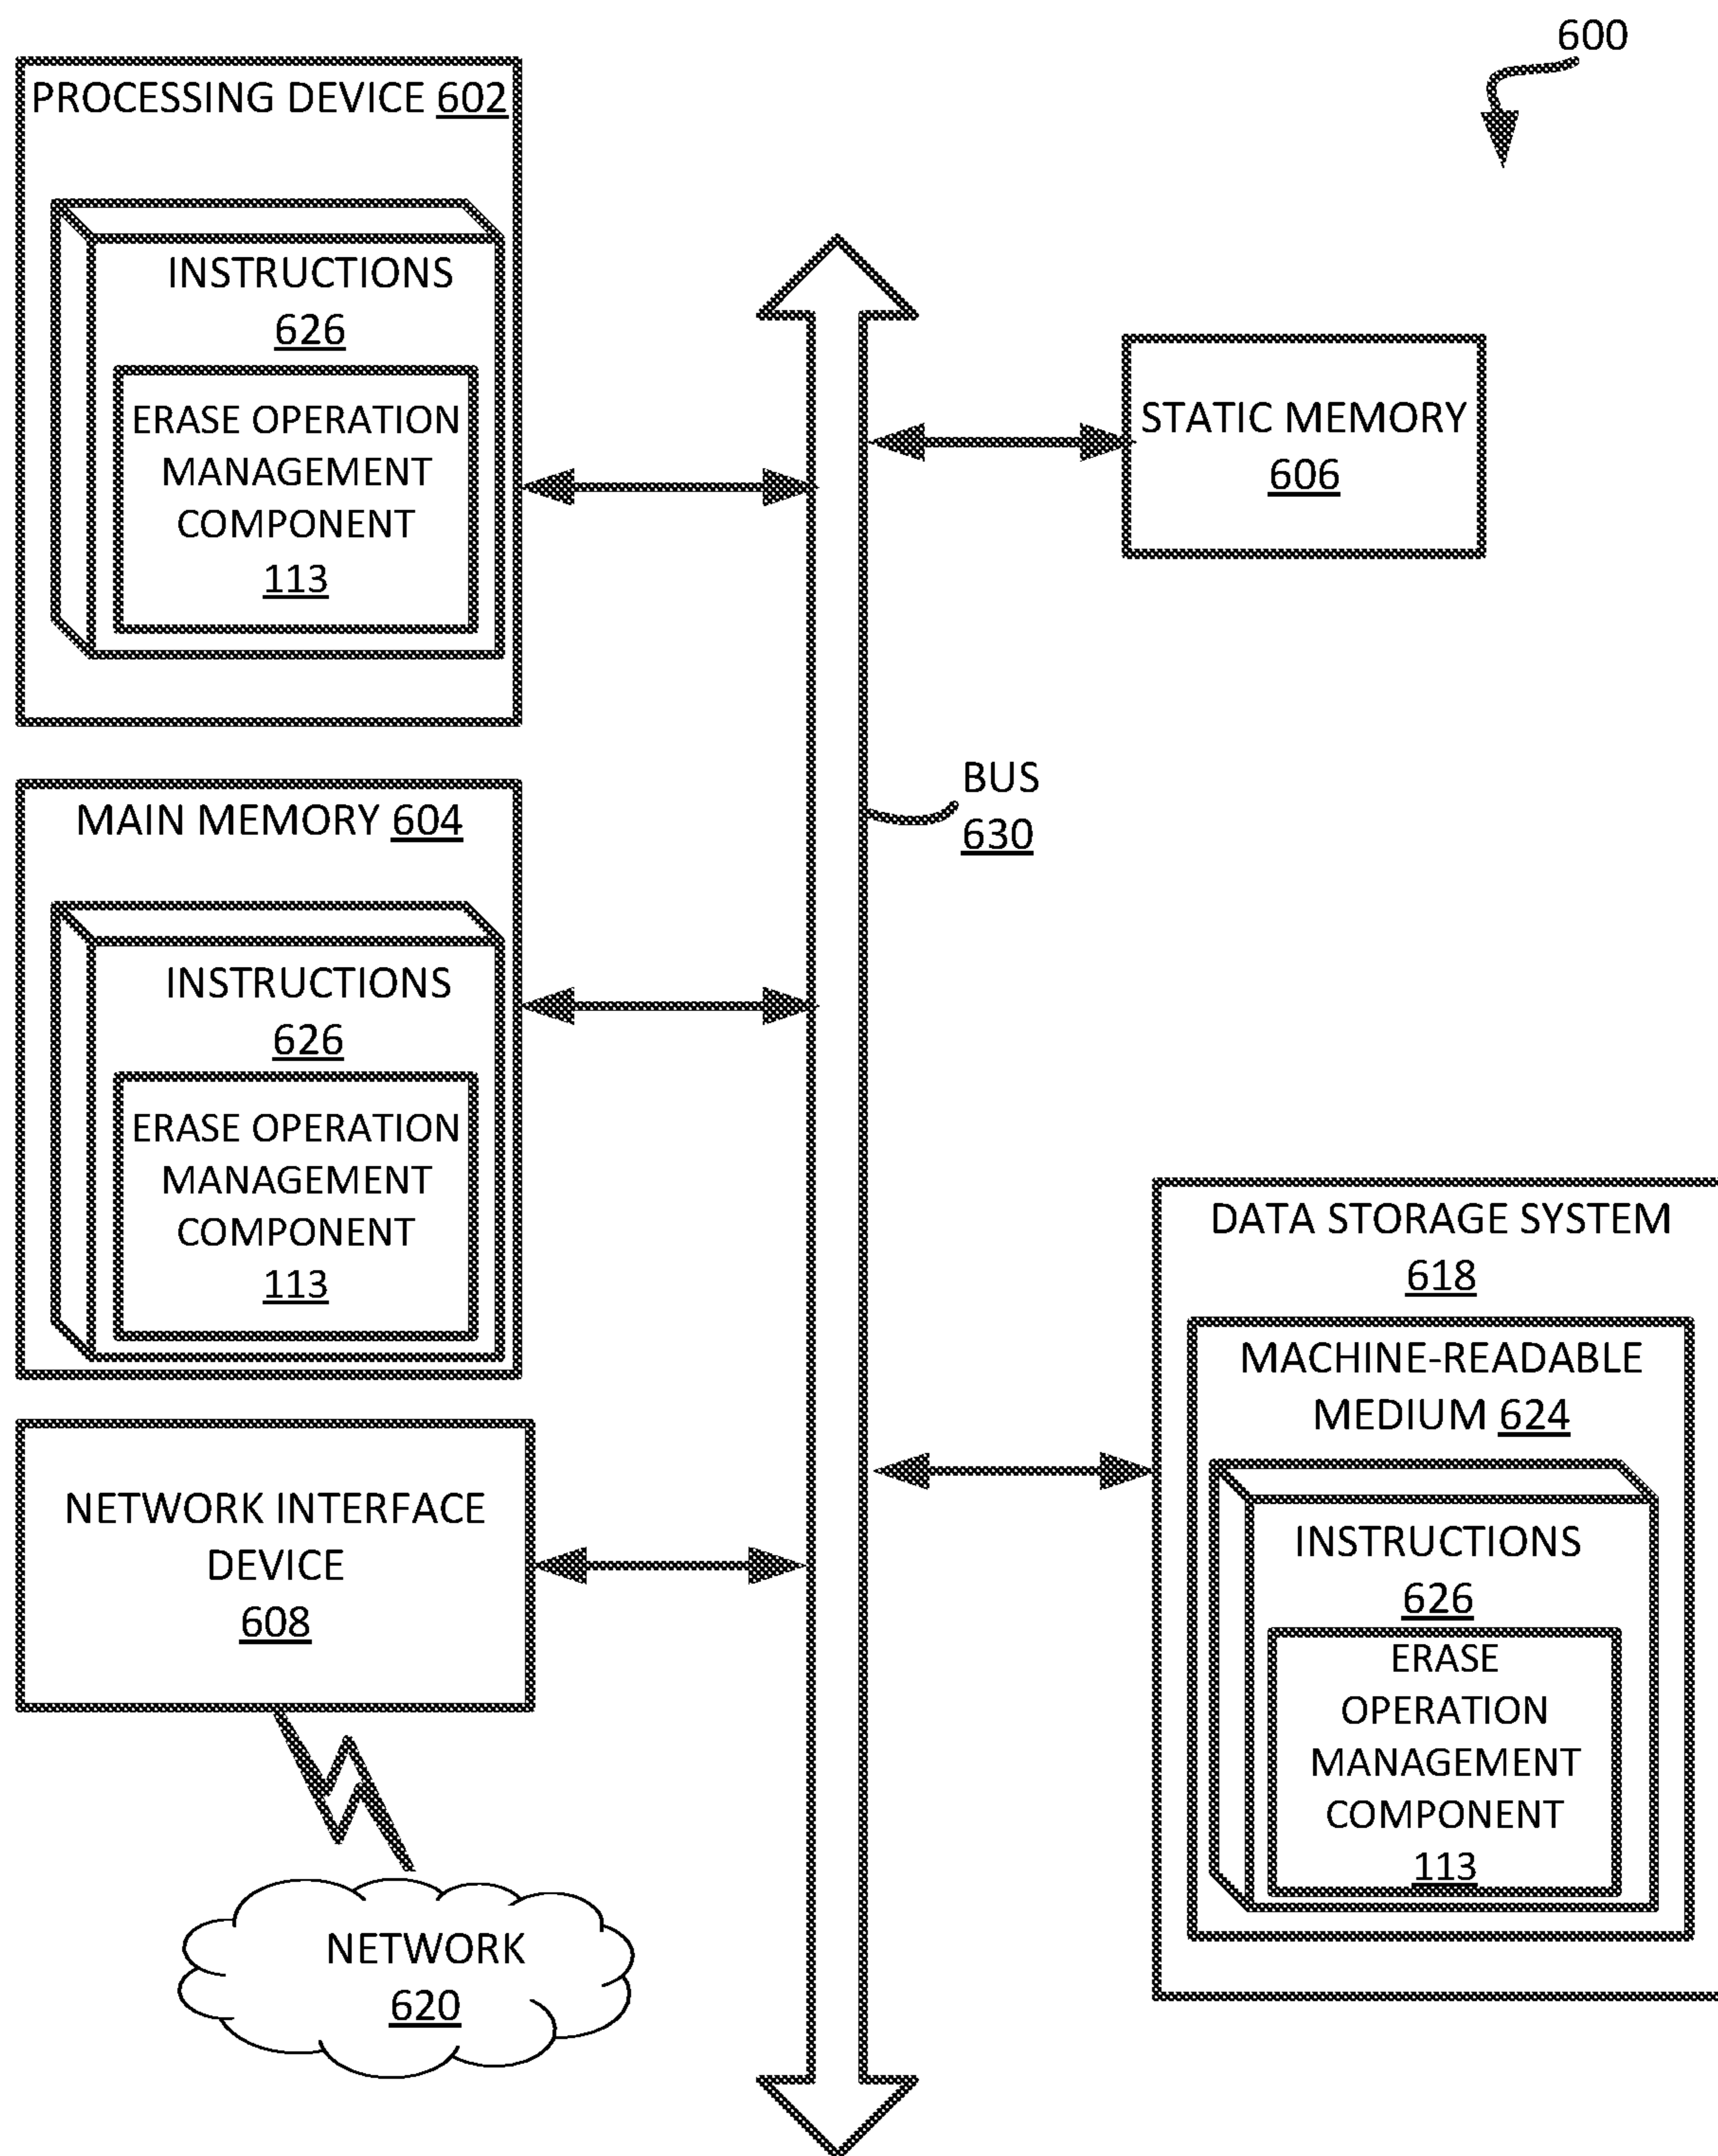 600
PROCESSING DEVICE 602
INSTRUCTIONS
626
ERASE OPERATION
MANAGEMENT
COMPONENT
113
STATIC MEMORY
606
BUS
630
MAIN MEMORY 604
INSTRUCTIONS
626
ERASE OPERATION
MANAGEMENT
COMPONENT
113
DATA STORAGE SYSTEM
618
MACHINE-READABLE
MEDIUM 624
INSTRUCTIONS
626
ERASE
OPERATION
MANAGEMENT
COMPONENT
113
NETWORK INTERFACE
DEVICE
608
NETWORK
620